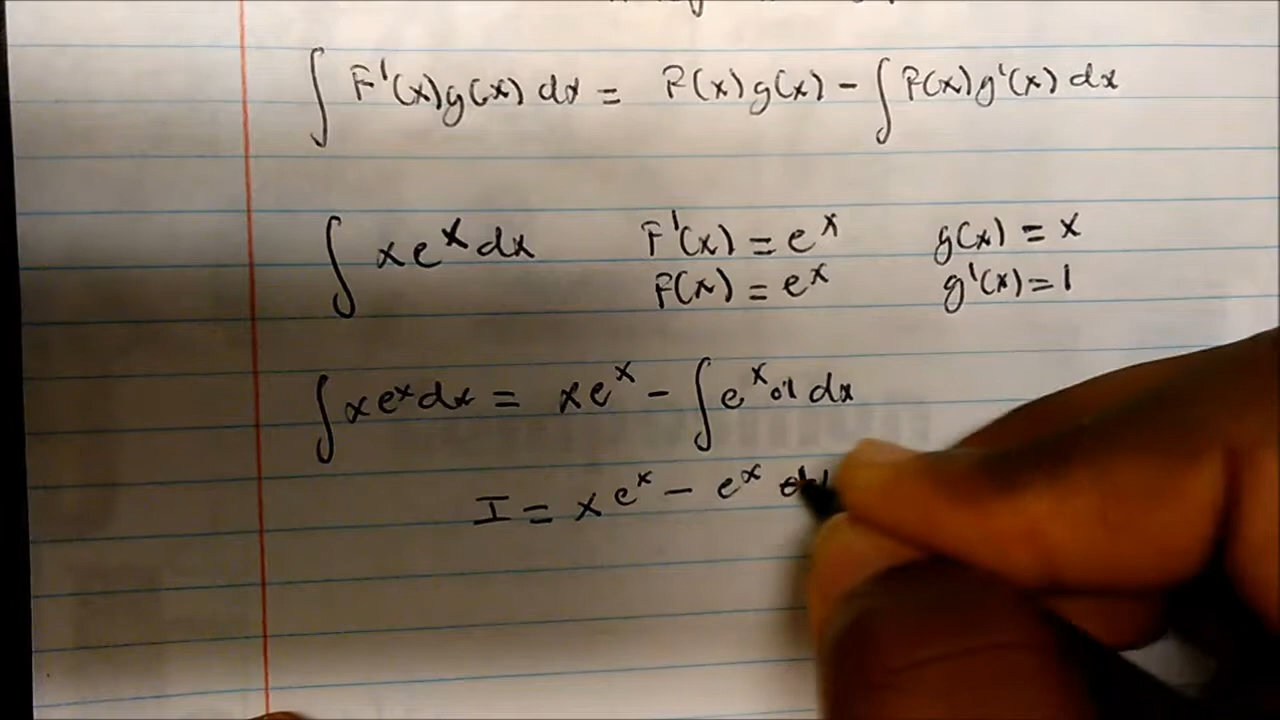 ∫ F'(x)g(x) dx = F(x)g(x) - ∫ F(x)g'(x) dx
∫ xe^x dx F'(x) = e^x g(x) = x
F(x) = e^x g'(x) = 1
∫ xe^x dx = xe^x - ∫ e^x · 1 dx
I = xe^x - e^x